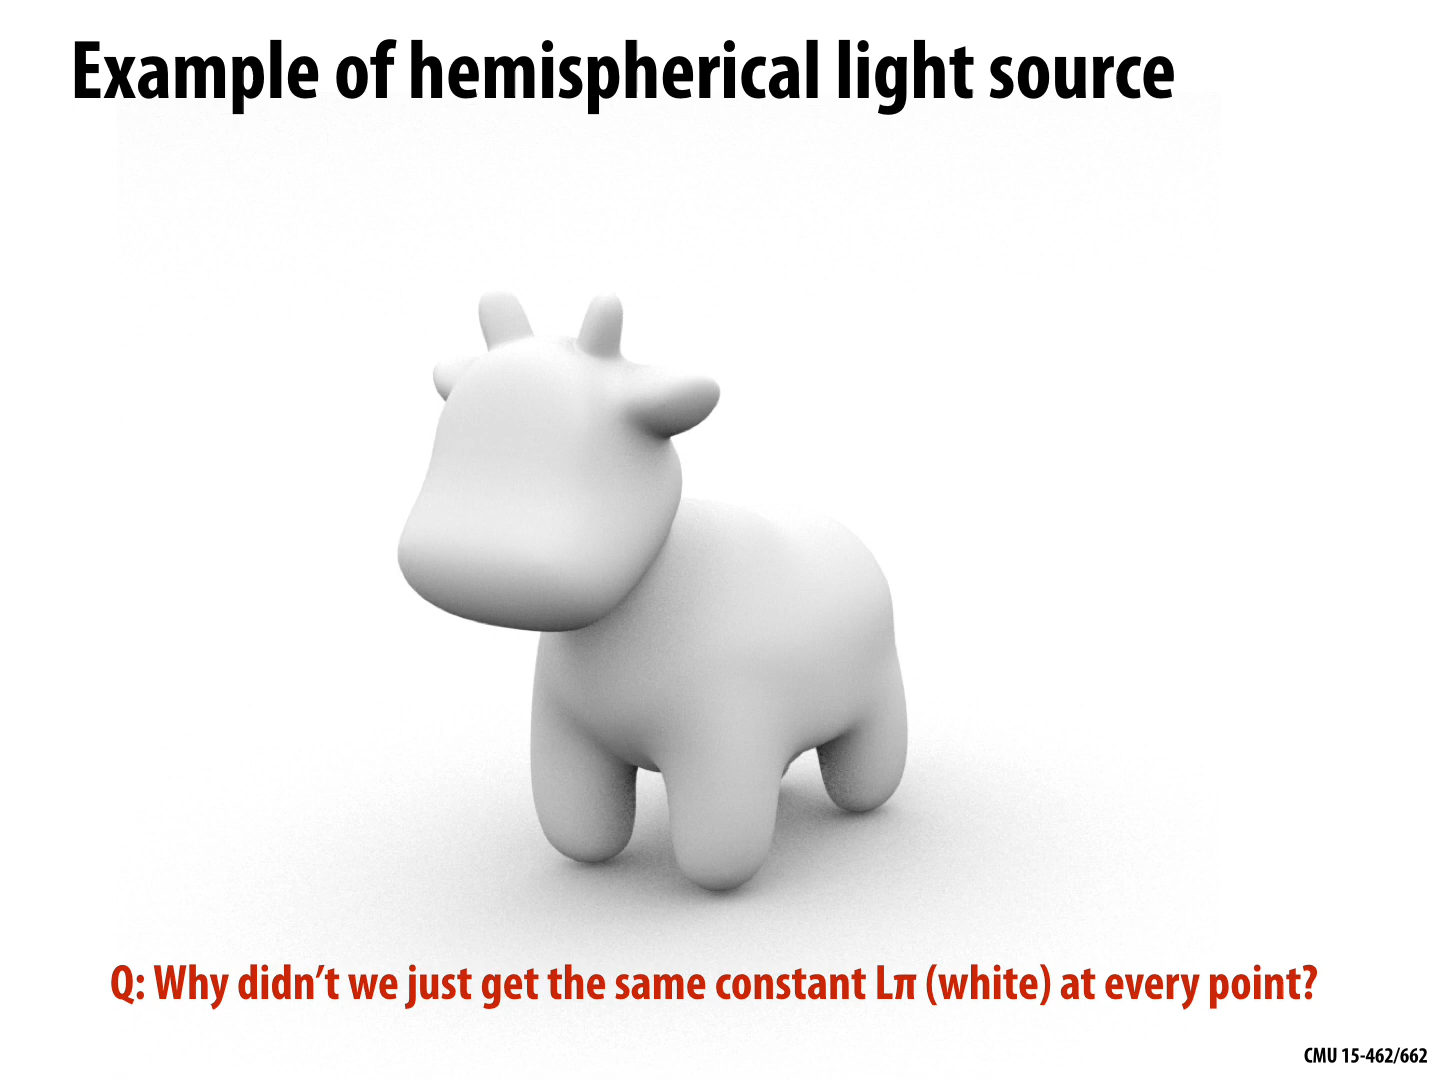 Example of hemispherical light source
Q: Why didn’t we just get the same constant Lπ (white) at every point?
CMU 15-462/662